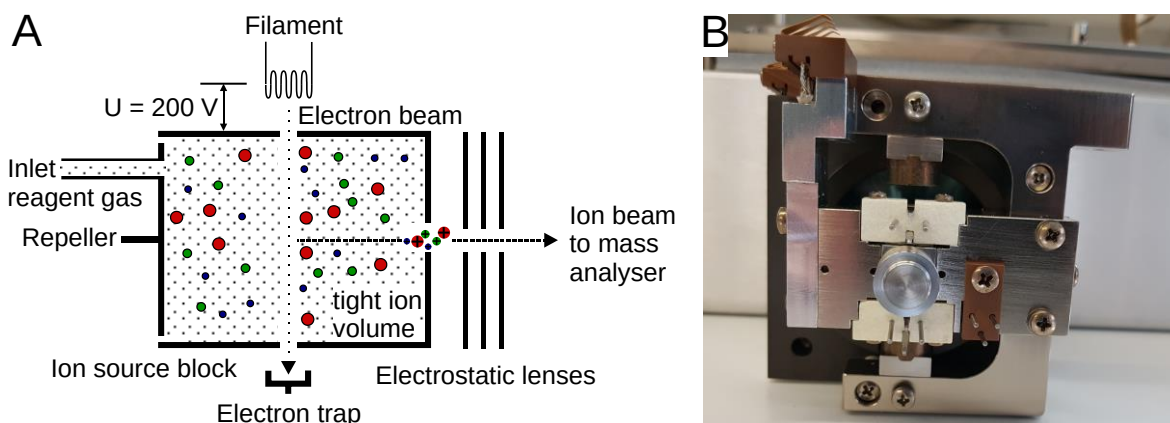 A
Filament
B
U = 200 V
Electron beam
Inlet
reagent gas
Repeller
Ion beam
to mass
analyser
tight ion
volume
Ion source block
Electrostatic lenses
Electron trap